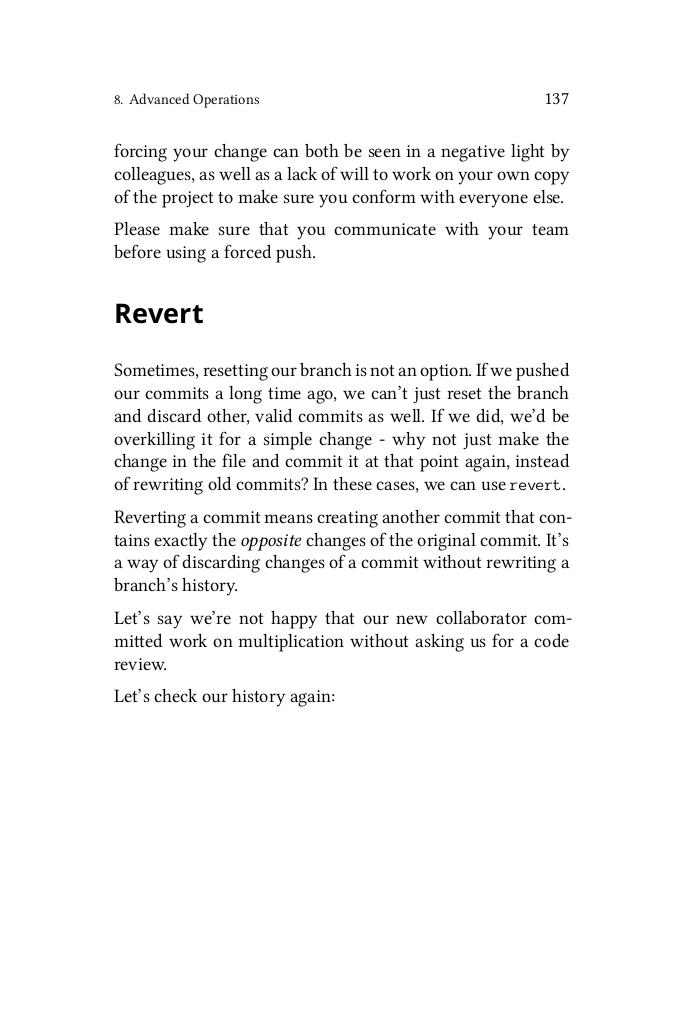 8. Advanced Operations 137
forcing your change can both be seen in a negative light by
colleagues, as well as a lack of will to work on your own copy
of the project to make sure you conform with everyone else.
Please make sure that you communicate with your team
before using a forced push.
Revert
Sometimes, resetting our branch is not an option. If we pushed
our commits a long time ago, we can’t just reset the branch
and discard other, valid commits as well. If we did, we’d be
overkilling it for a simple change - why not just make the
change in the file and commit it at that point again, instead
of rewriting old commits? In these cases, we can use revert.
Reverting a commit means creating another commit that con-
tains exactly the opposite changes of the original commit. It’s
a way of discarding changes of a commit without rewriting a
branch’s history.
Let’s say we’re not happy that our new collaborator com-
mitted work on multiplication without asking us for a code
review.
Let’s check our history again: